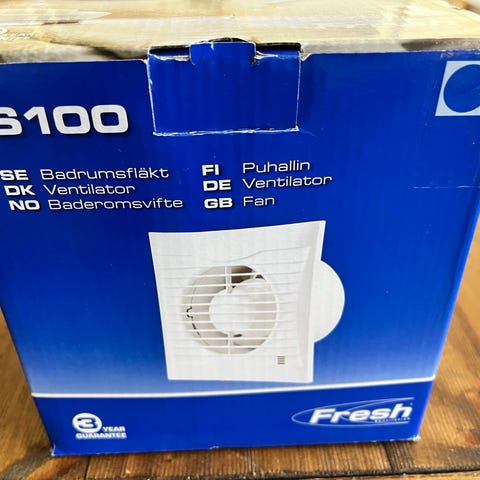 S100
SE Badrumsfläkt
DK Ventilator
NO Baderomsvifte
FI Puhallin
DE Ventilator
GB Fan
3 YEAR
GUARANTEE
Fresh